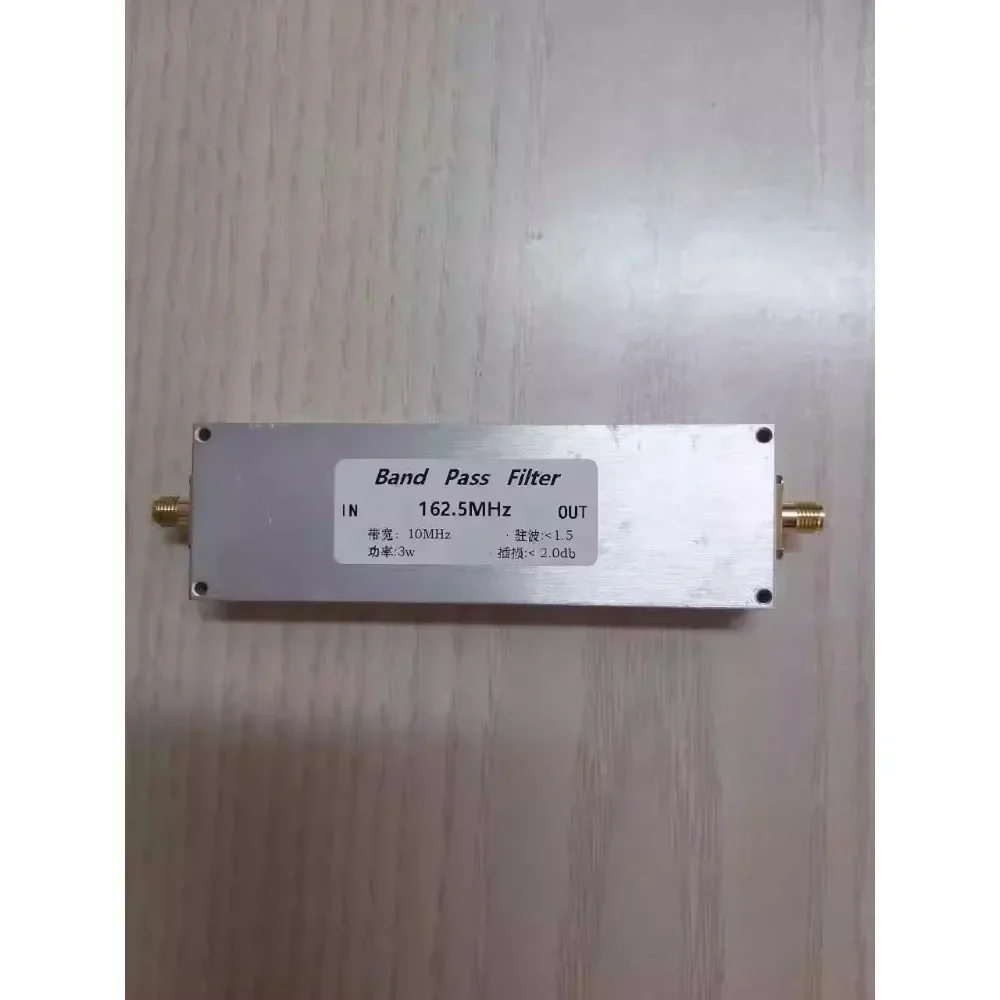 Band Pass Filter
IN 162.5MHz OUT
带宽: 10MHz · 驻波:<1.5
功率:3w · 插损:< 2.0db